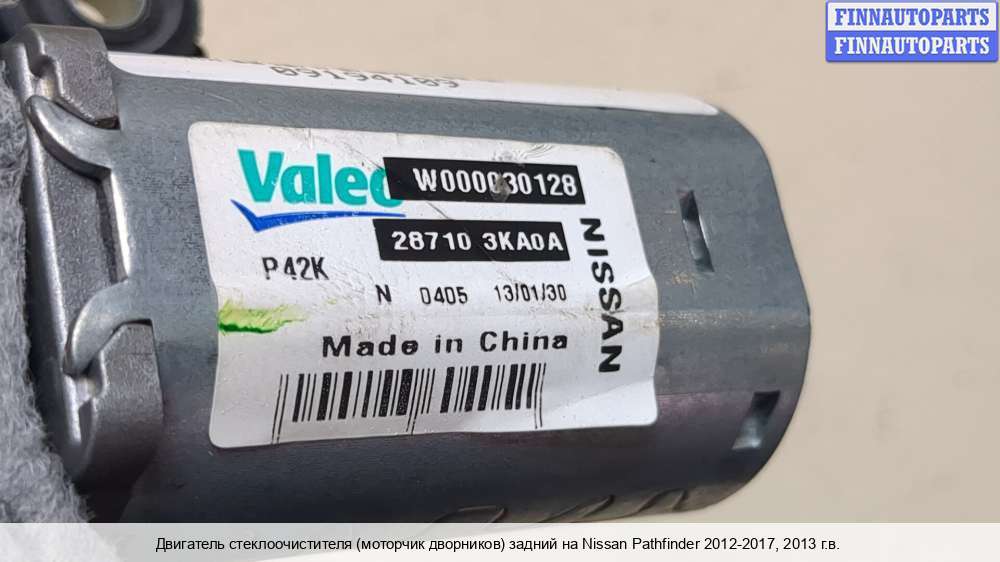 FINNAUTOPARTS
FINNAUTOPARTS
09194109
Valeo W000030128
28710 3KA0A
P42K
N 0405 13/01/30
Made in China
NISSAN
Двигатель стеклоочистителя (моторчик дворников) задний на Nissan Pathfinder 2012-2017, 2013 г.в.